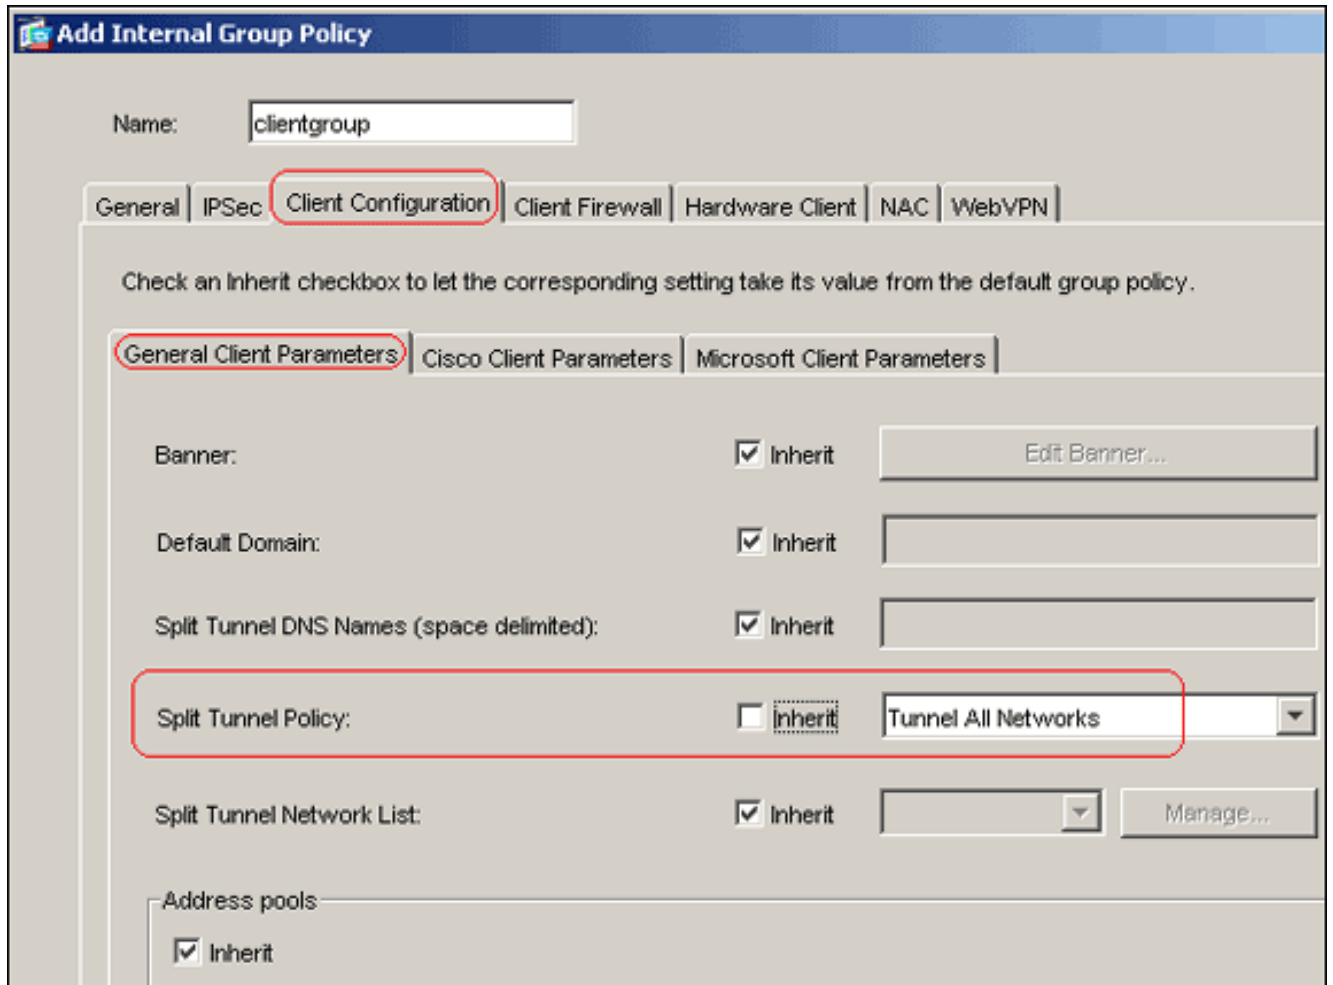 Add Internal Group Policy
Name: clientgroup
General IPSec Client Configuration Client Firewall Hardware Client NAC WebVPN
Check an Inherit checkbox to let the corresponding setting take its value from the default group policy.
General Client Parameters Cisco Client Parameters Microsoft Client Parameters
Banner: Inherit Edit Banner...
Default Domain: Inherit
Split Tunnel DNS Names (space delimited): Inherit
Split Tunnel Policy: Inherit Tunnel All Networks
Split Tunnel Network List: Inherit Manage...
Address pools
Inherit